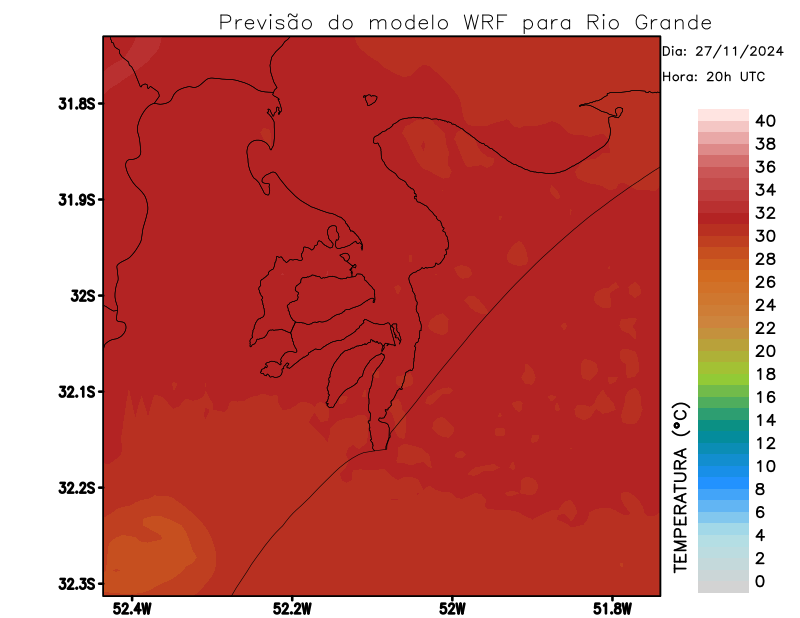 Previsão do modelo WRF para Rio Grande
Dia: 27/11/2024
Hora: 20h UTC
31.8S
31.9S
32S
32.1S
32.2S
32.3S
52.4W
52.2W
52W
51.8W
TEMPERATURA (°C)
40
38
36
34
32
30
28
26
24
22
20
18
16
14
12
10
8
6
4
2
0